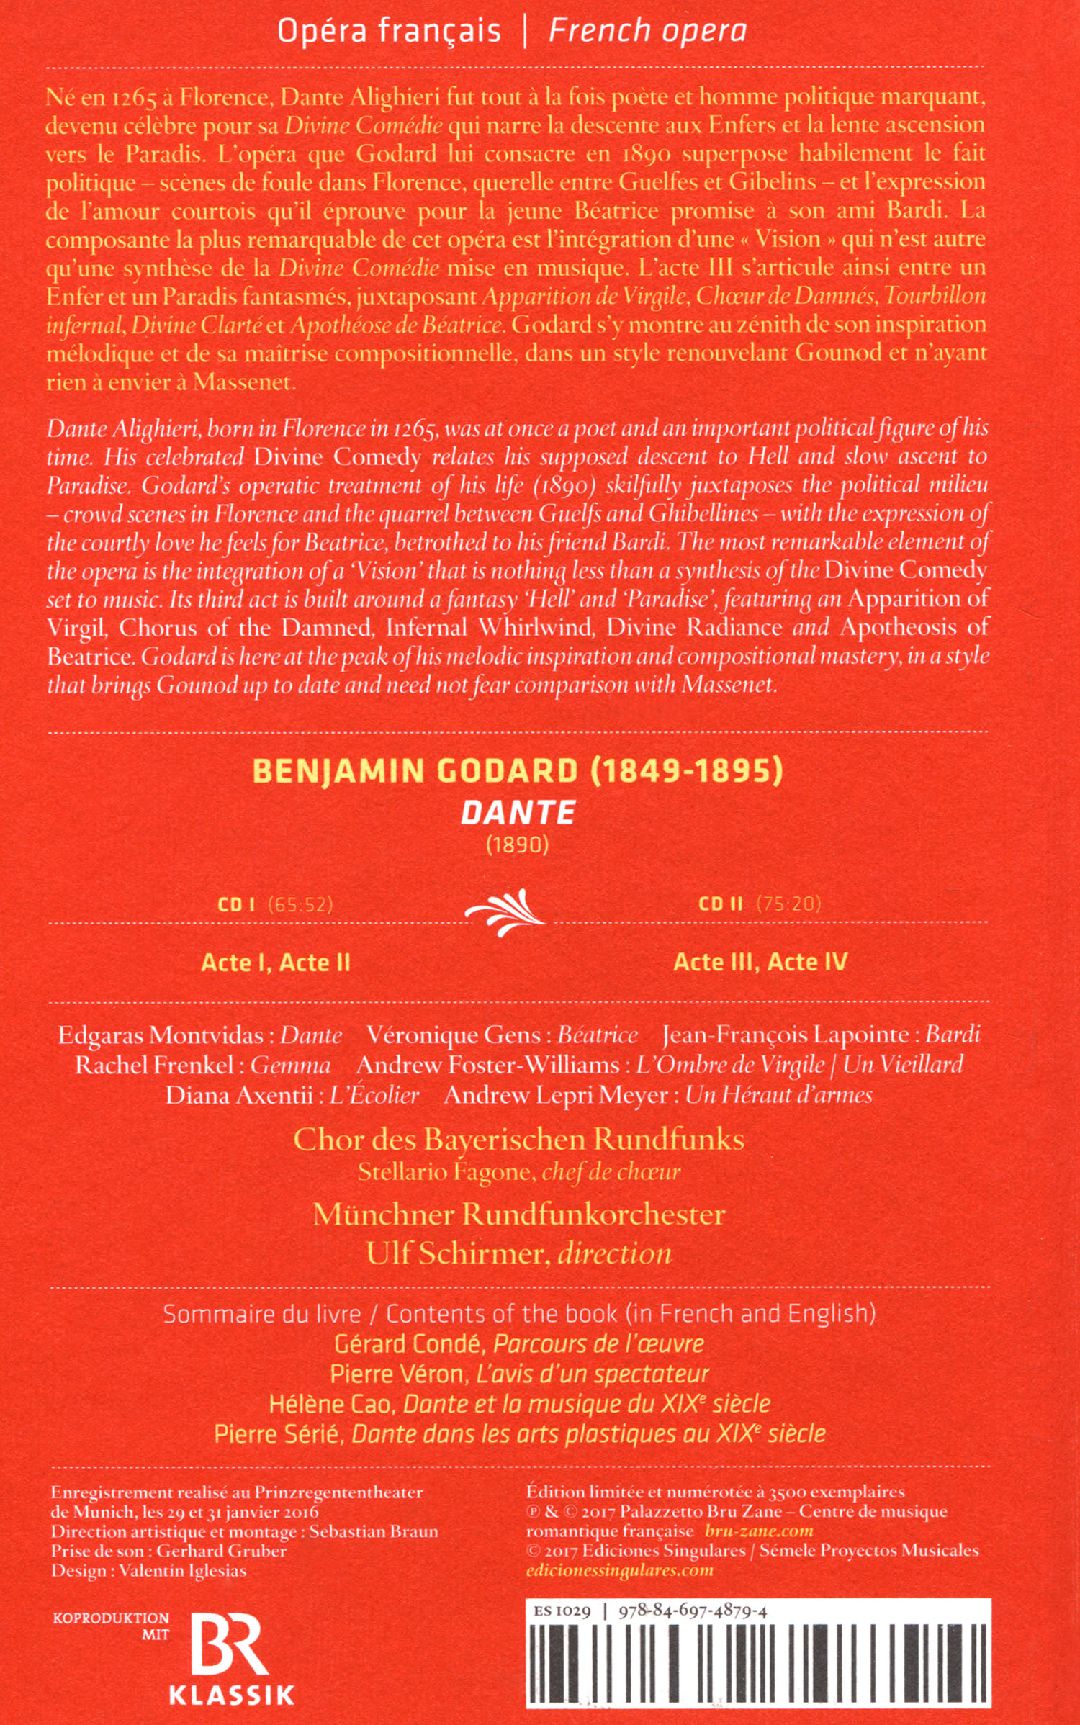 Opéra français | French opera
Né en 1265 à Florence, Dante Alighieri fut tout à la fois poète et homme politique marquant,
devenu célèbre pour sa Divine Comédie qui narre la descente aux Enfers et la lente ascension
vers le Paradis. L'opéra que Godard lui consacre en 1890 superpose habilement le fait
politique – scènes de foule dans Florence, querelle entre Guelfes et Gibelins – et l'expression
de l'amour courtois qu'il éprouve pour la jeune Béatrice promise à son ami Bardi. La
composante la plus remarquable de cet opéra est l'intégration d'une « Vision » qui n'est autre
qu'une synthèse de la Divine Comédie mise en musique. L'acte III s'articule ainsi entre un
Enfer et un Paradis fantasmés, juxtaposant Apparition de Virgile, Chœur de Damnés, Tourbillon
infernal, Divine Clarté et Apothéose de Béatrice. Godard s'y montre au zénith de son inspiration
mélodique et de sa maîtrise compositionnelle, dans un style renouvelant Gounod et n'ayant
rien à envier à Massenet.
Dante Alighieri, born in Florence in 1265, was at once a poet and an important political figure of his
time. His celebrated Divine Comedy relates his supposed descent to Hell and slow ascent to
Paradise. Godard's operatic treatment of his life (1890) skilfully juxtaposes the political milieu
– crowd scenes in Florence and the quarrel between Guelfs and Ghibellines – with the expression of
the courtly love he feels for Beatrice, betrothed to his friend Bardi. The most remarkable element of
the opera is the integration of a 'Vision' that is nothing less than a synthesis of the Divine Comedy
set to music. Its third act is built around a fantasy 'Hell' and 'Paradise', featuring an Apparition of
Virgil, Chorus of the Damned, Infernal Whirlwind, Divine Radiance and Apotheosis of
Beatrice. Godard is here at the peak of his melodic inspiration and compositional mastery, in a style
that brings Gounod up to date and need not fear comparison with Massenet.
BENJAMIN GODARD (1849-1895)
DANTE
(1890)
CD I (65:52)
CD II (75:20)
Acte I, Acte II
Acte III, Acte IV
Edgaras Montvidas : Dante Véronique Gens : Béatrice Jean-François Lapointe : Bardi
Rachel Frenkel : Gemma Andrew Foster-Williams : L'Ombre de Virgile / Un Vieillard
Diana Axentii : L'Écolier Andrew Lepri Meyer : Un Héraut d'armes
Chor des Bayerischen Rundfunks
Stellario Fagone, chef de chœur
Münchner Rundfunkorchester
Ulf Schirmer, direction
Sommaire du livre / Contents of the book (in French and English)
Gérard Condé, Parcours de l'œuvre
Pierre Véron, L'avis d'un spectateur
Hélène Cao, Dante et la musique du XIXe siècle
Pierre Sérié, Dante dans les arts plastiques au XIXe siècle
Enregistrement realisé au Prinzregententheater
de Munich, les 29 et 31 janvier 2016
Direction artistique et montage : Sebastian Braun
Prise de son : Gerhard Gruber
Design : Valentín Iglesias
Édition limitée et numérotée à 3500 exemplaires
℗ & © 2017 Palazzetto Bru Zane – Centre de musique
romantique française bru-zane.com
© 2017 Ediciones Singulares / Sémele Proyectos Musicales
edicionessingulares.com
KOPRODUKTION
MIT
BR
KLASSIK
ES 1029 | 978-84-697-4879-4